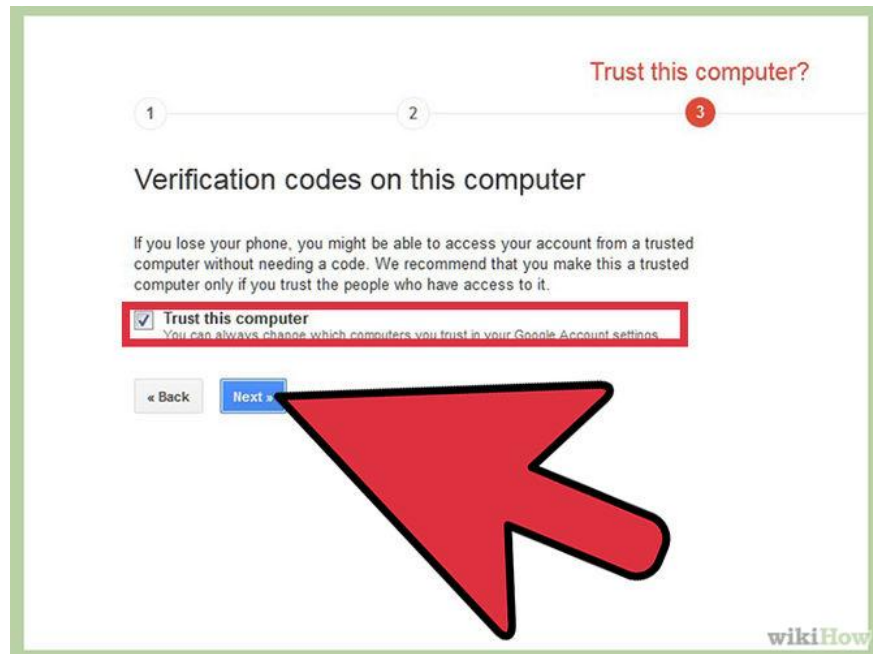 Trust this computer?
1 2 3
Verification codes on this computer
If you lose your phone, you might be able to access your account from a trusted
computer without needing a code. We recommend that you make this a trusted
computer only if you trust the people who have access to it.
Trust this computer
You can always change which computers you trust in your Google Account settings
« Back Next »
wikiHow